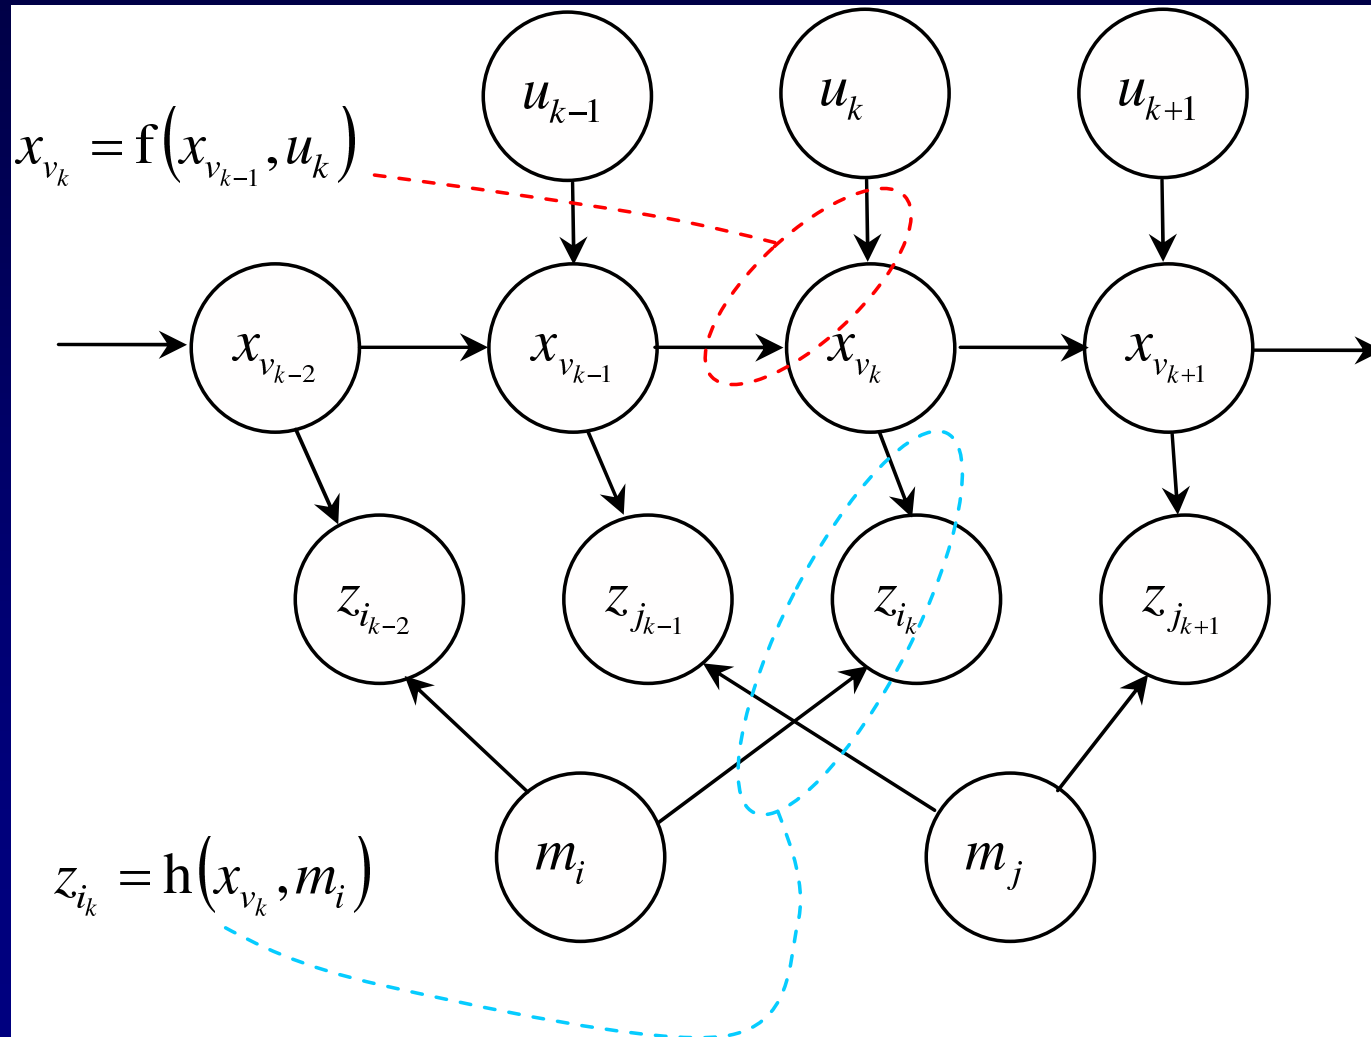 u_{k-1} u_k u_{k+1}
x_{v_k} = f(x_{v_{k-1}}, u_k)
x_{v_{k-2}} x_{v_{k-1}} x_{v_k} x_{v_{k+1}}
z_{i_{k-2}} z_{j_{k-1}} z_{i_k} z_{j_{k+1}}
m_i m_j
z_{i_k} = h(x_{v_k}, m_i)